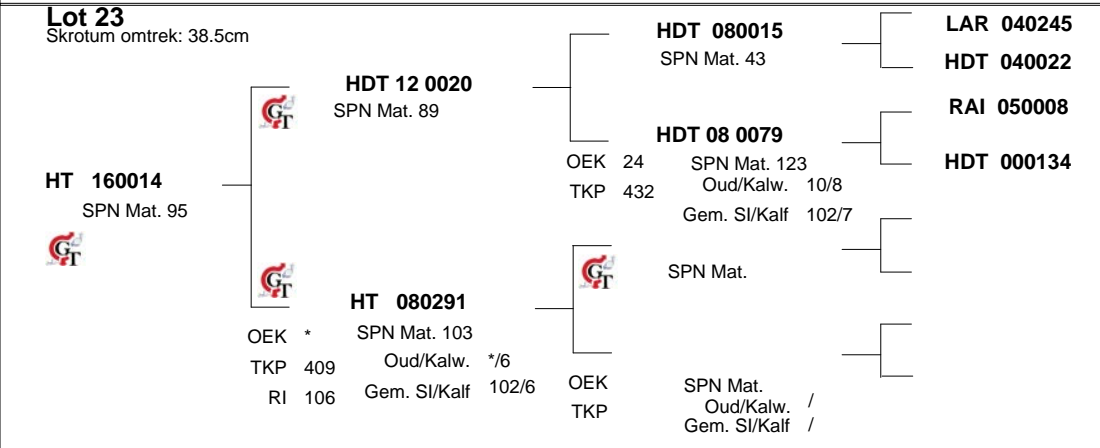 Lot 23
Skrotum omtrek: 38.5cm
HT 160014
SPN Mat. 95
GT
GT
HDT 12 0020
SPN Mat. 89
GT
HT 080291
OEK * SPN Mat. 103
TKP 409 Oud/Kalw. */6
RI 106 Gem. SI/Kalf 102/6
HDT 080015
SPN Mat. 43
HDT 08 0079
OEK 24 SPN Mat. 123
TKP 432 Oud/Kalw. 10/8
Gem. SI/Kalf 102/7
GT
SPN Mat.
OEK SPN Mat.
TKP Oud/Kalw. /
Gem. SI/Kalf /
LAR 040245
HDT 040022
RAI 050008
HDT 000134